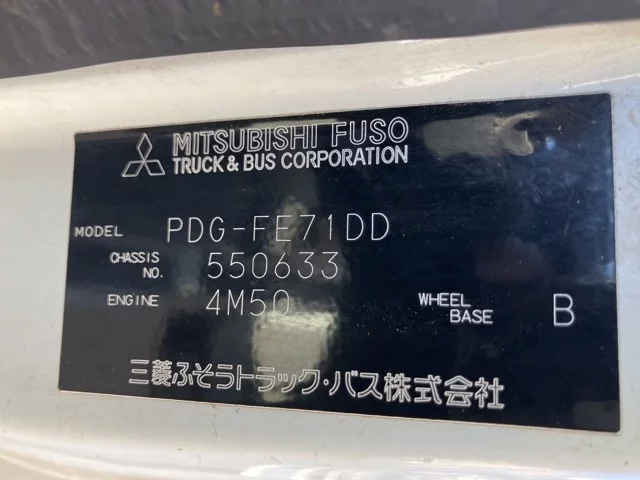 MITSUBISHI FUSO
TRUCK & BUS CORPORATION
MODEL PDG-FE71DD
CHASSIS NO. 550633
ENGINE 4M50 WHEEL BASE B
三菱ふそうトラック・バス株式会社